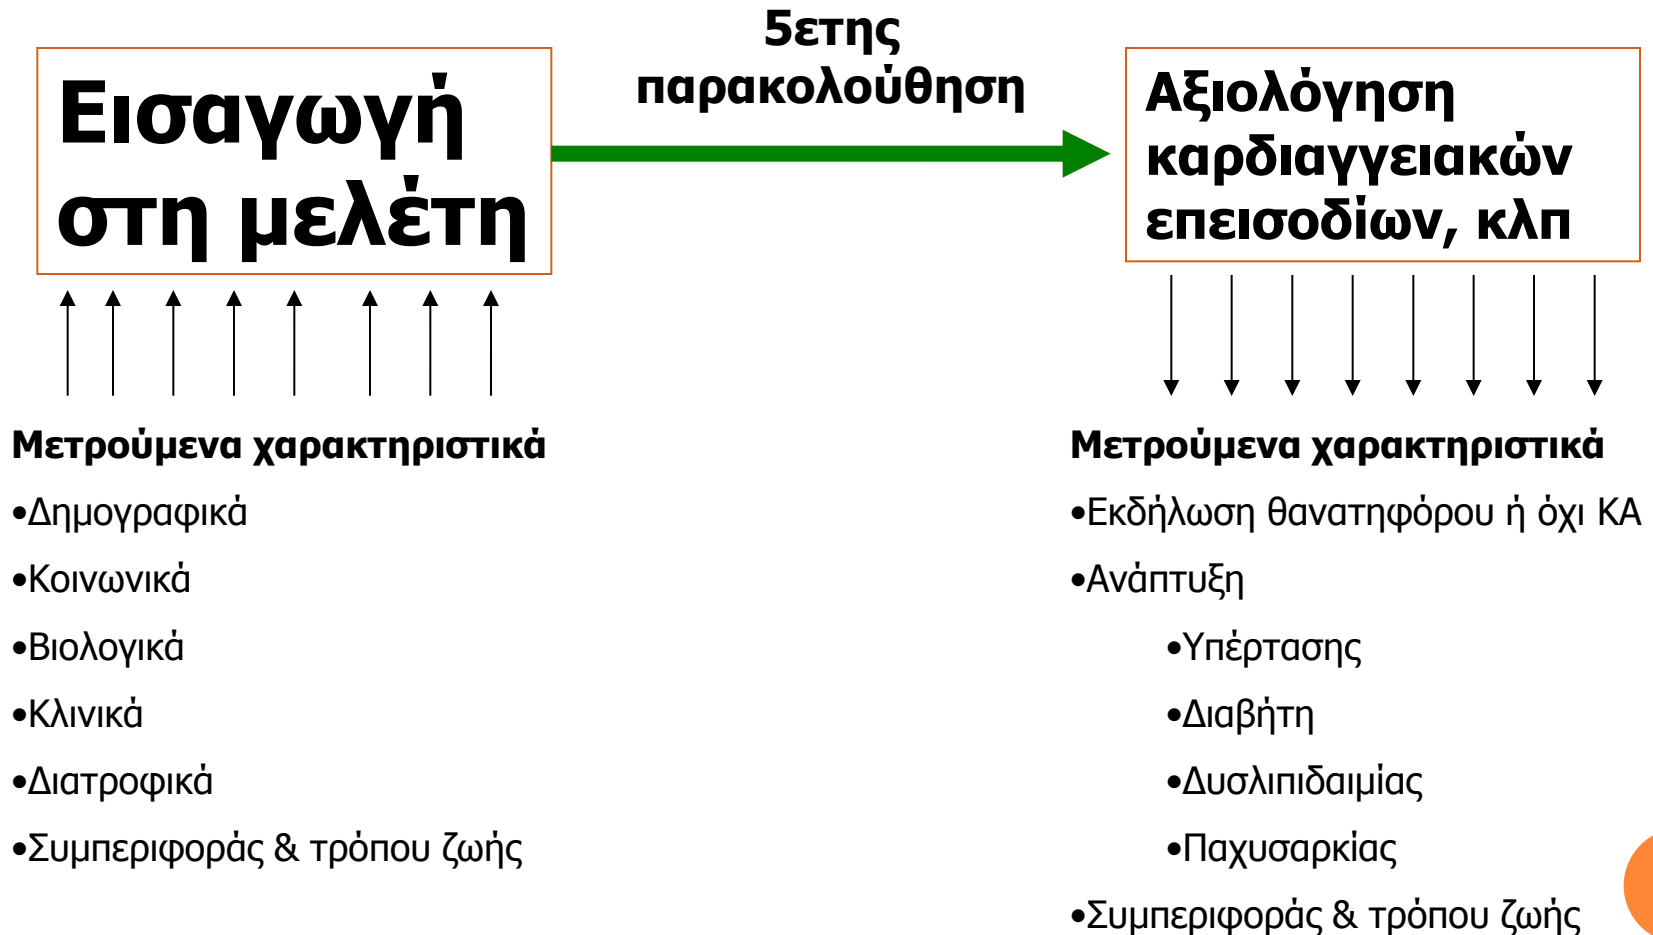 5ετης
παρακολούθηση
Εισαγωγή
στη μελέτη
Αξιολόγηση
καρδιαγγειακών
επεισοδίων, κλπ
Μετρούμενα χαρακτηριστικά
•Δημογραφικά
•Κοινωνικά
•Βιολογικά
•Κλινικά
•Διατροφικά
•Συμπεριφοράς & τρόπου ζωής
Μετρούμενα χαρακτηριστικά
•Εκδήλωση θανατηφόρου ή όχι ΚΑ
•Ανάπτυξη
•Υπέρτασης
•Διαβήτη
•Δυσλιπιδαιμίας
•Παχυσαρκίας
•Συμπεριφοράς & τρόπου ζωής